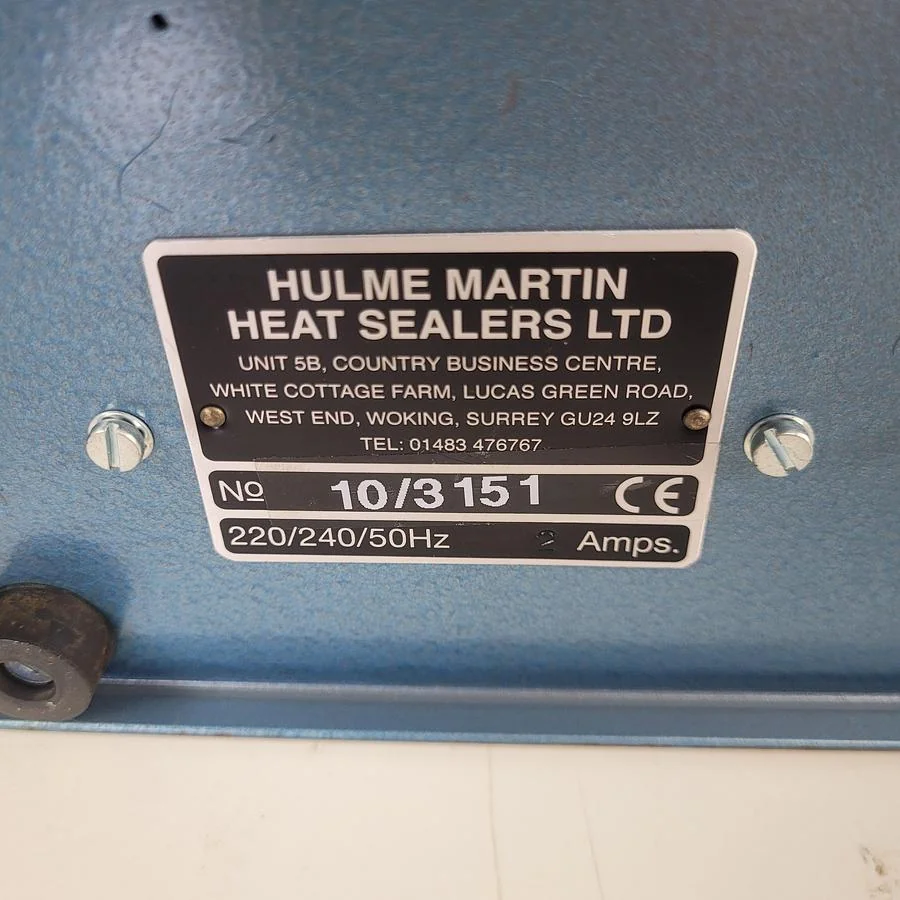 HULME MARTIN
HEAT SEALERS LTD
UNIT 5B, COUNTRY BUSINESS CENTRE,
WHITE COTTAGE FARM, LUCAS GREEN ROAD,
WEST END, WOKING, SURREY GU24 9LZ
TEL: 01483 476767
Nº 10/3151 CE
220/240/50Hz 2 Amps.